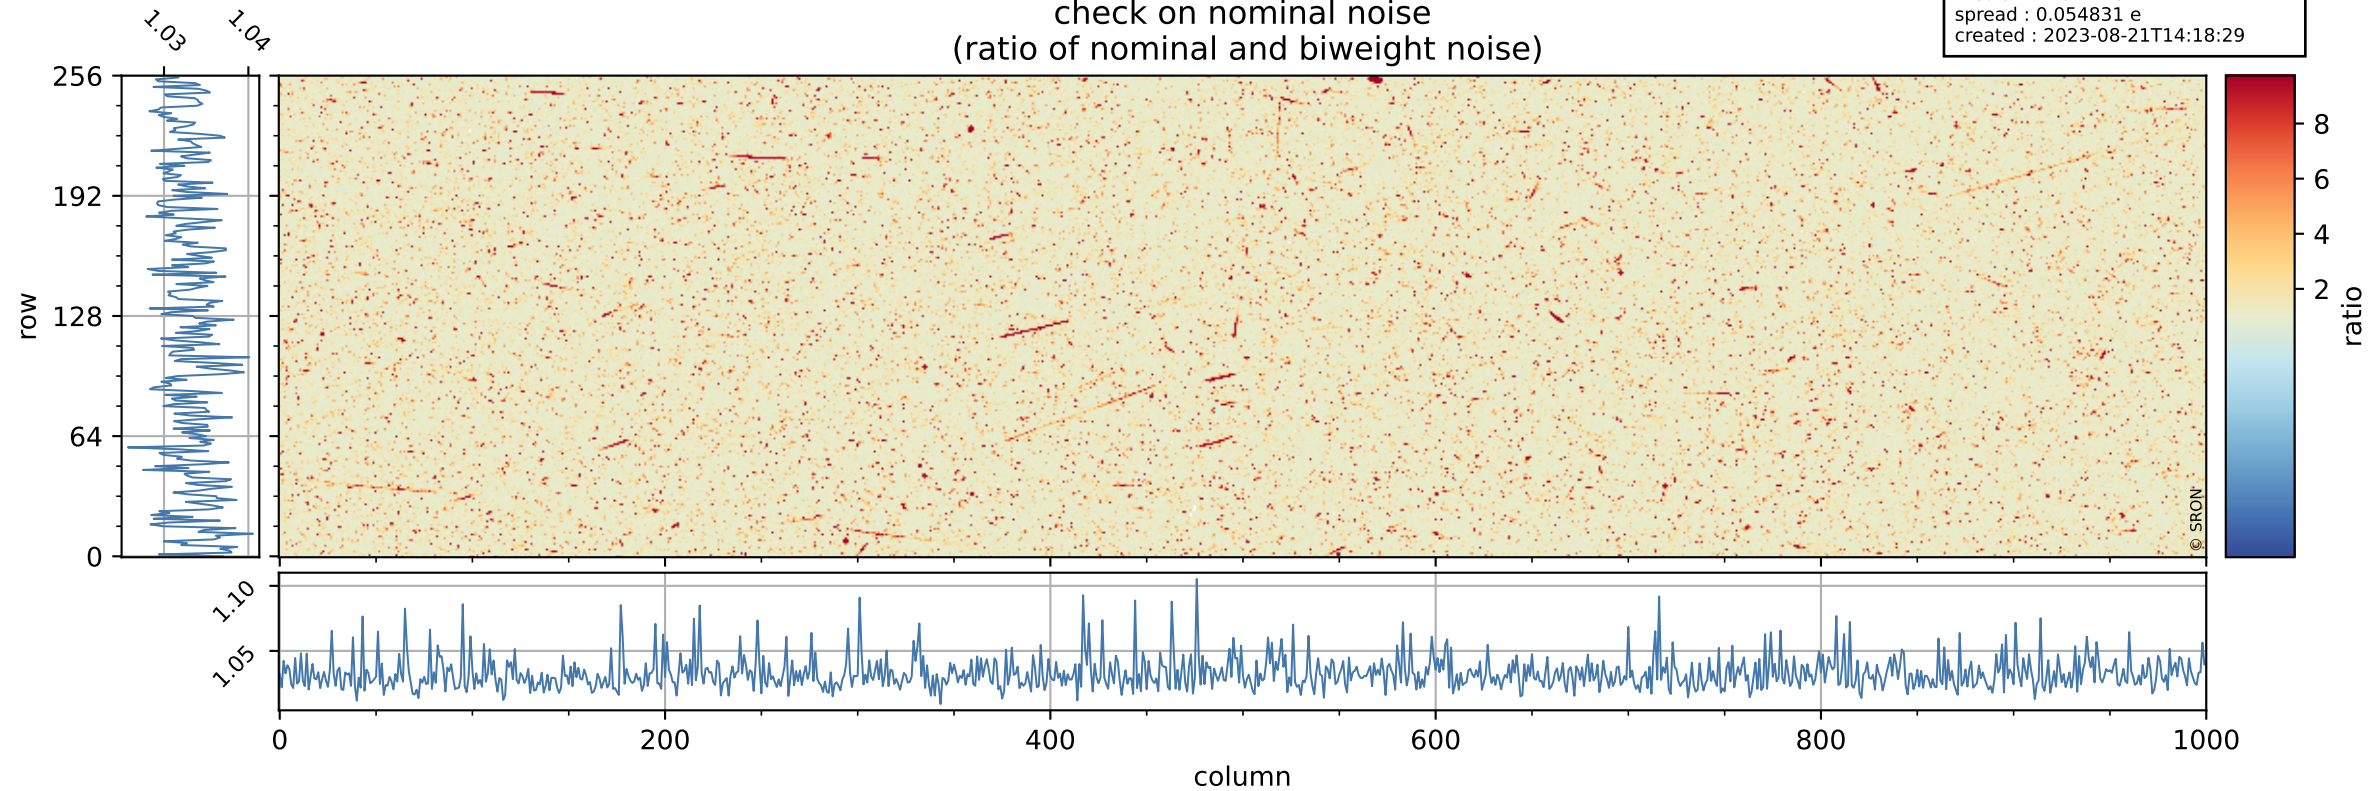 check on nominal noise
(ratio of nominal and biweight noise)
spread : 0.054831 e
created : 2023-08-21T14:18:29
1.03
1.04
256
192
128
64
0
row
8
6
4
2
ratio
© SRON
1.10
1.05
0
200
400
600
800
1000
column